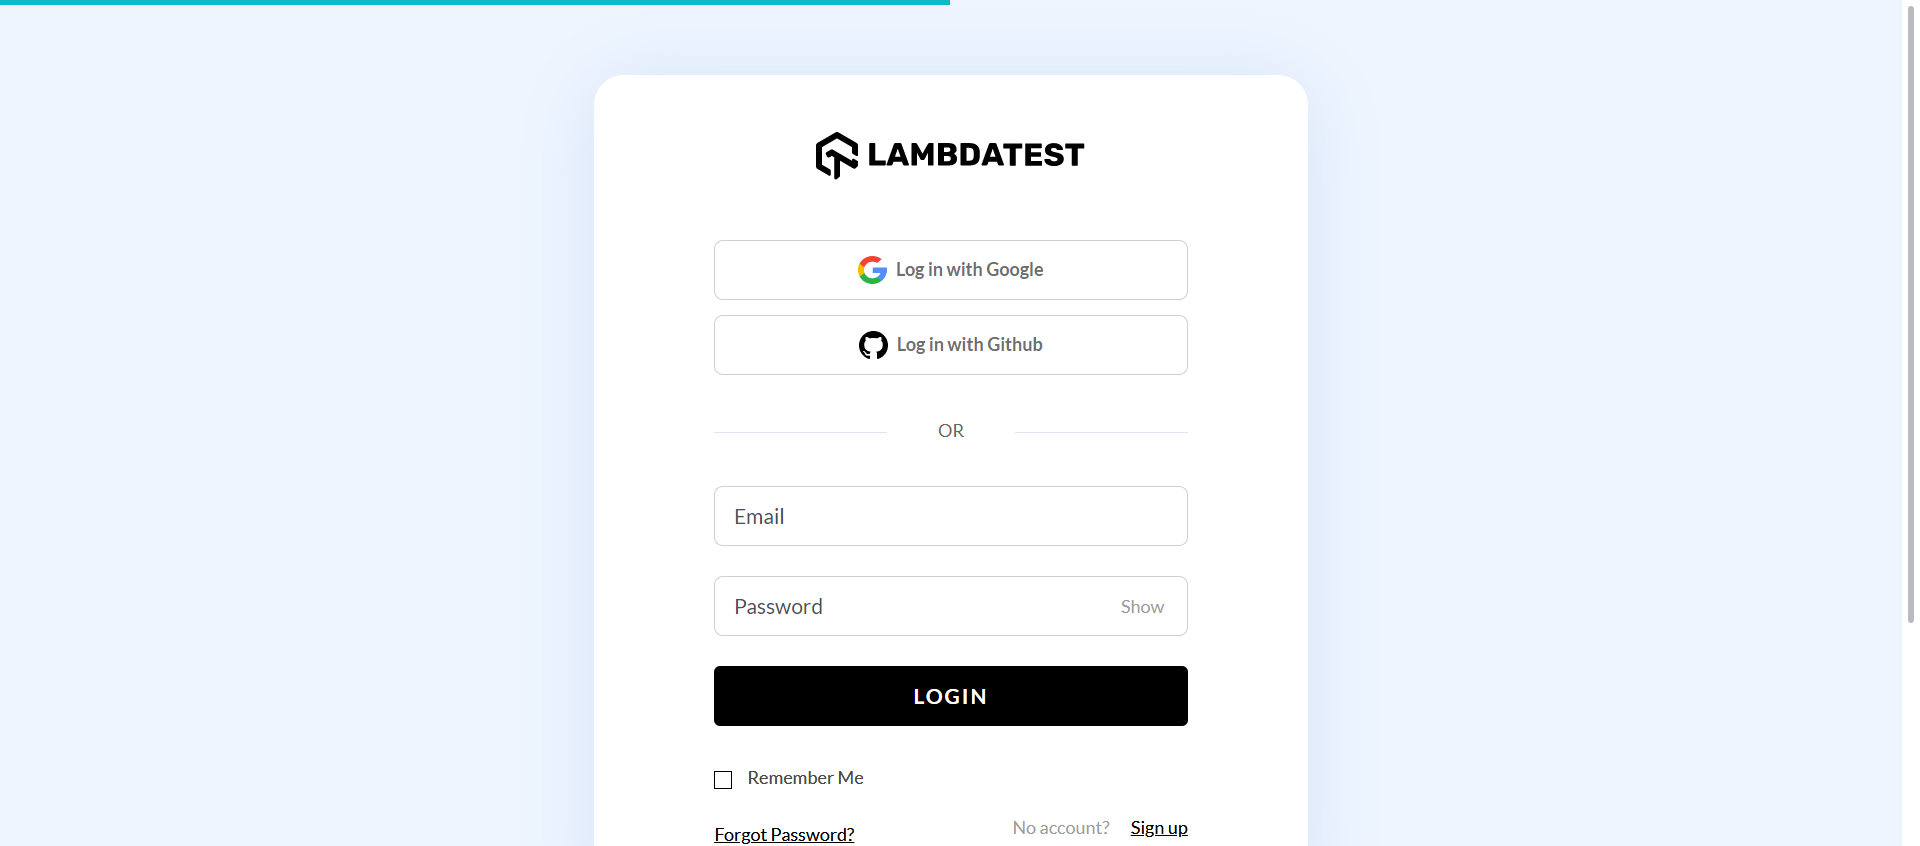 LAMBDATEST
Log in with Google
Log in with Github
OR
Email
Password Show
LOGIN
Remember Me
Forgot Password? No account? Sign up